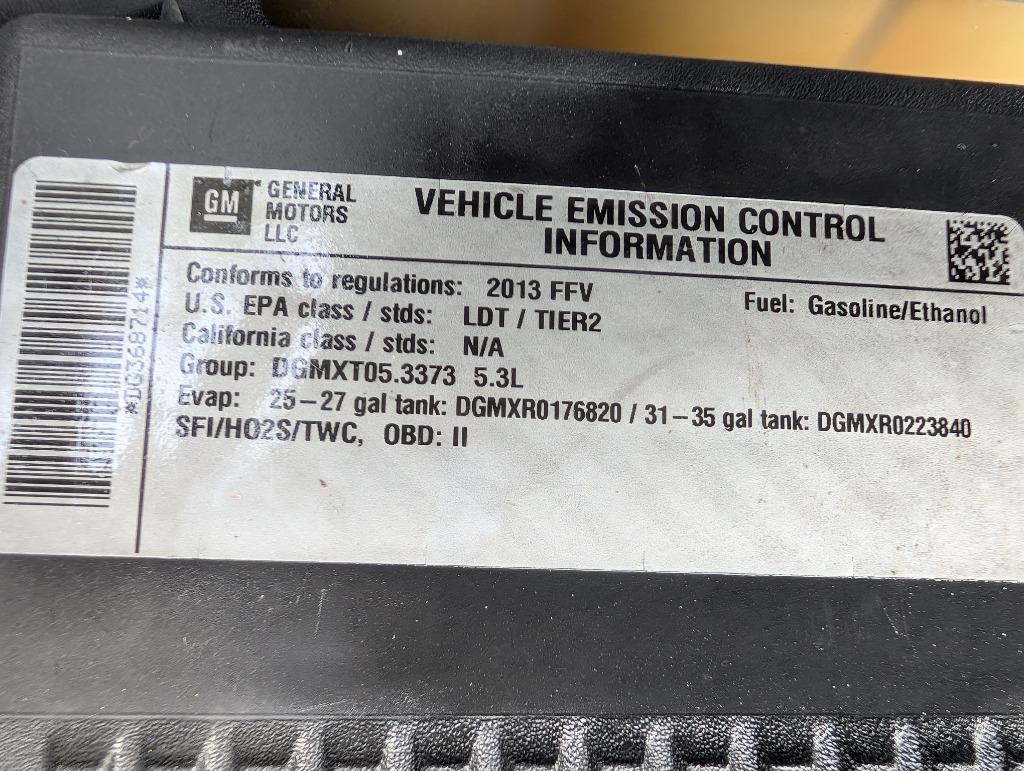 *DG368714*
GM
GENERAL
MOTORS
LLC
VEHICLE EMISSION CONTROL
INFORMATION
Conforms to regulations: 2013 FFV
Fuel: Gasoline/Ethanol
U.S. EPA class / stds: LDT / TIER2
California class / stds: N/A
Group: DGMXT05.3373 5.3L
Evap: 25-27 gal tank: DGMXR0176820 / 31-35 gal tank: DGMXR0223840
SFI/HO2S/TWC, OBD: II